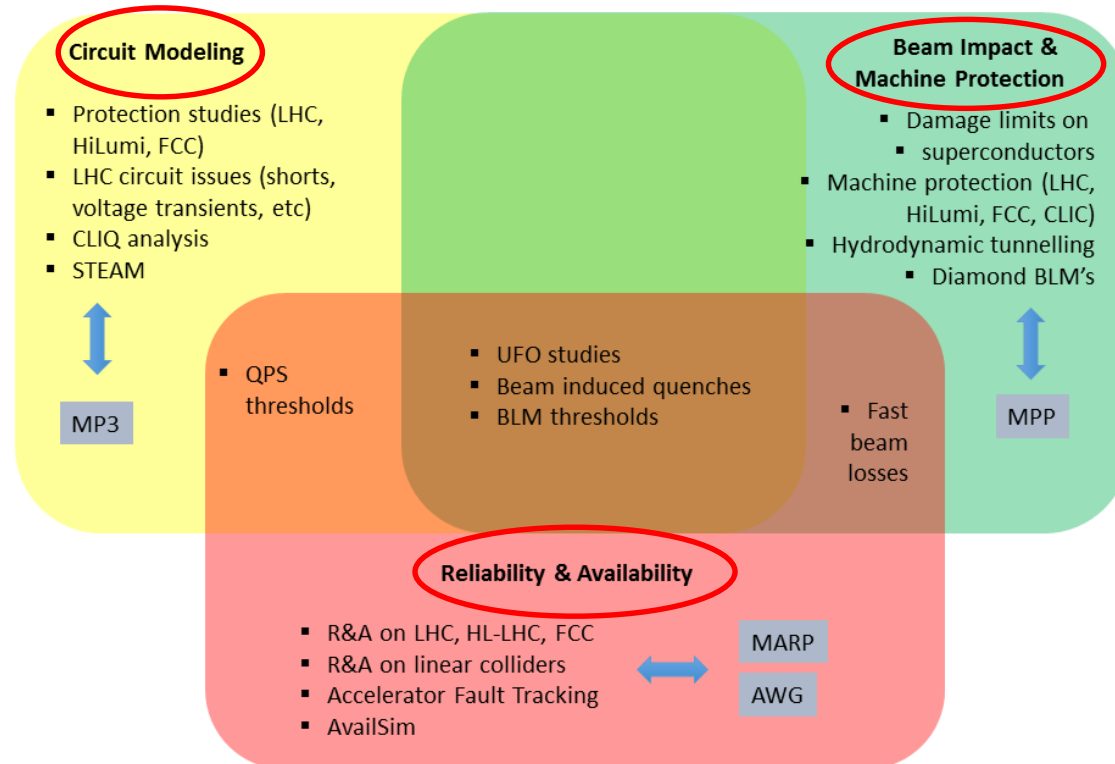 Circuit Modeling
▪ Protection studies (LHC,
HiLumi, FCC)
▪ LHC circuit issues (shorts,
voltage transients, etc)
▪ CLIQ analysis
▪ STEAM
MP3
Beam Impact &
Machine Protection
▪ Damage limits on
▪ superconductors
▪ Machine protection (LHC,
HiLumi, FCC, CLIC)
▪ Hydrodynamic tunnelling
▪ Diamond BLM's
MPP
▪ QPS
thresholds
▪ UFO studies
▪ Beam induced quenches
▪ BLM thresholds
▪ Fast
beam
losses
Reliability & Availability
▪ R&A on LHC, HL-LHC, FCC
▪ R&A on linear colliders
▪ Accelerator Fault Tracking
▪ AvailSim
MARP
AWG